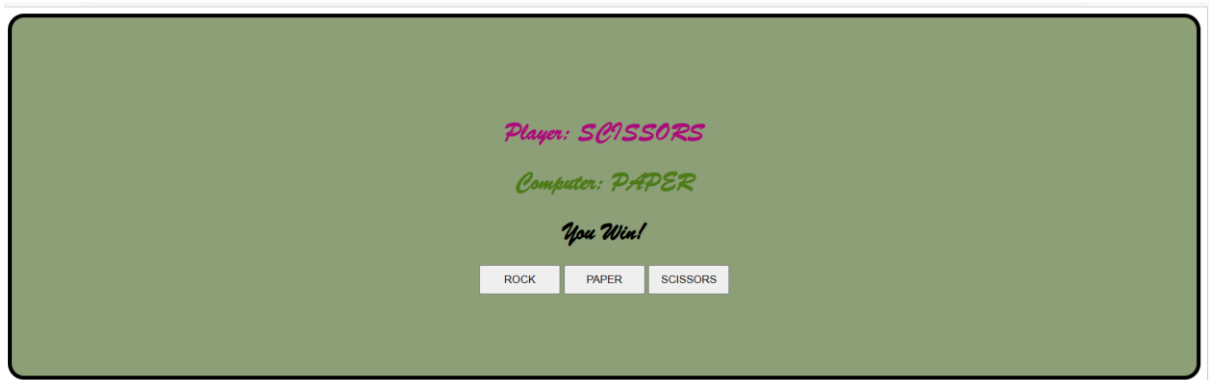 Player: SCISSORS
Computer: PAPER
You Win!
ROCK PAPER SCISSORS